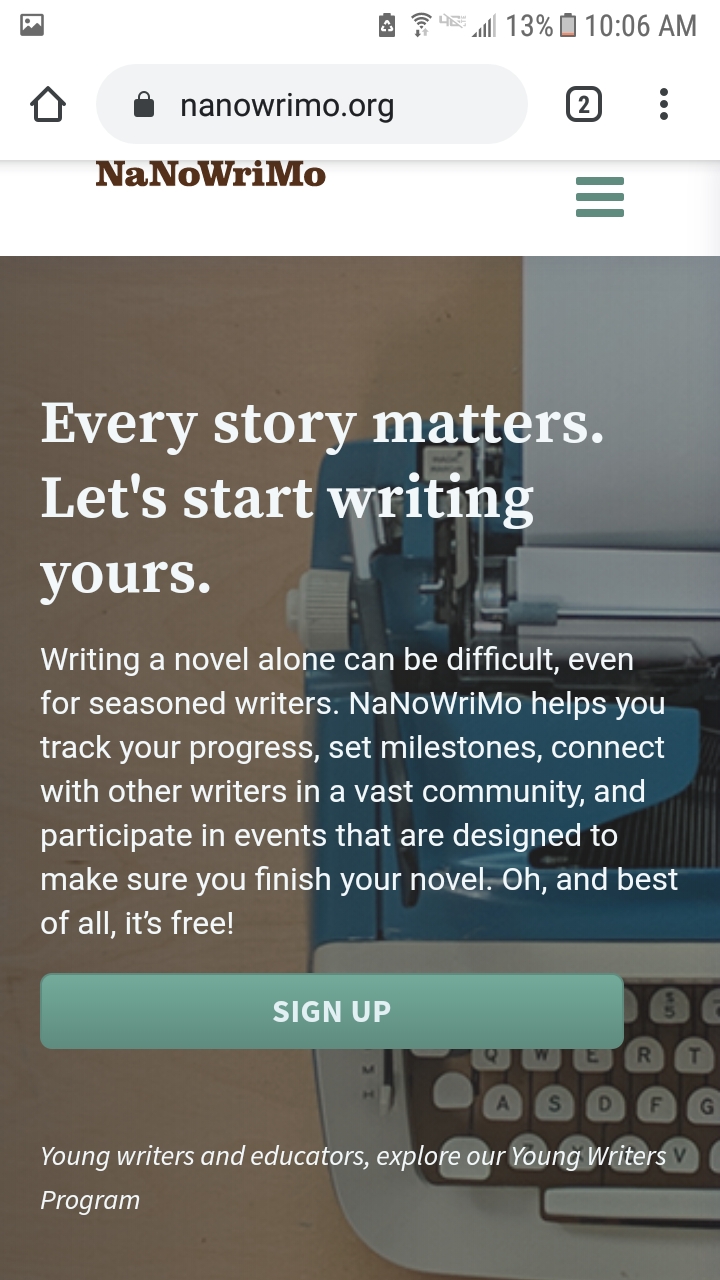 13% 10:06 AM
nanowrimo.org
2
NaNoWriMo
Every story matters.
Let's start writing
yours.
Writing a novel alone can be difficult, even
for seasoned writers. NaNoWriMo helps you
track your progress, set milestones, connect
with other writers in a vast community, and
participate in events that are designed to
make sure you finish your novel. Oh, and best
of all, it’s free!
SIGN UP
S 5
Q W E R T
M
H
A S D F G
V
Young writers and educators, explore our Young Writers
Program